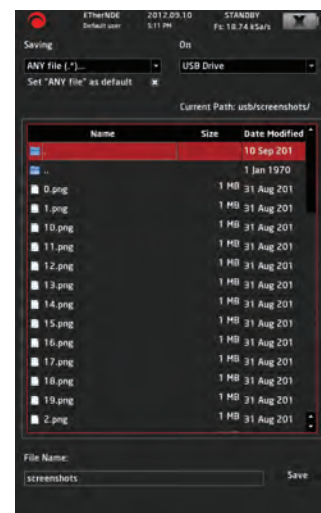 ETherNDE 2012.09.10 STANDBY
Default user 5:11 PM Fs: 18.74 kSa/s
Saving On
ANY file (.*)... USB Drive
Set "ANY file" as default
Current Path: usb/screenshots/
Name Size Date Modified
. 10 Sep 201
.. 1 Jan 1970
0.png 1 MB 31 Aug 201
1.png 1 MB 31 Aug 201
10.png 1 MB 31 Aug 201
11.png 1 MB 31 Aug 201
12.png 1 MB 31 Aug 201
13.png 1 MB 31 Aug 201
14.png 1 MB 31 Aug 201
15.png 1 MB 31 Aug 201
16.png 1 MB 31 Aug 201
17.png 1 MB 31 Aug 201
18.png 1 MB 31 Aug 201
19.png 1 MB 31 Aug 201
2.png 1 MB 31 Aug 201
File Name:
screenshots Save